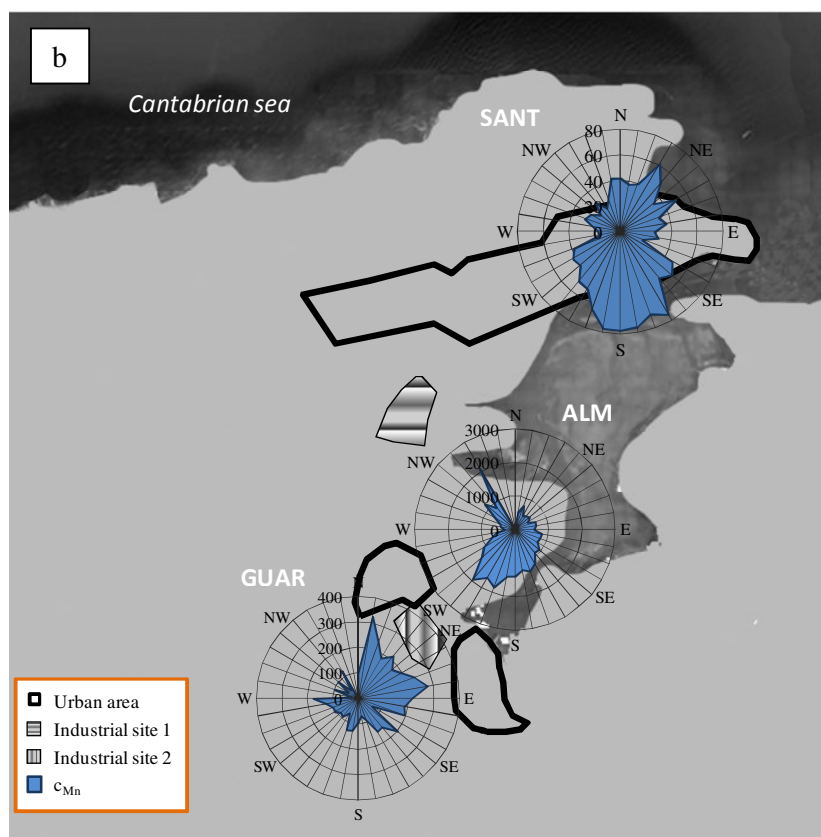 b
Cantabrian sea
SANT
N
NE
E
SE
S
SW
W
NW
80
60
40
20
0
ALM
N
NE
E
SE
S
SW
W
NW
3000
2000
1000
0
GUAR
N
NE
E
SE
S
SW
W
NW
400
300
200
100
0
Urban area
Industrial site 1
Industrial site 2
cMn